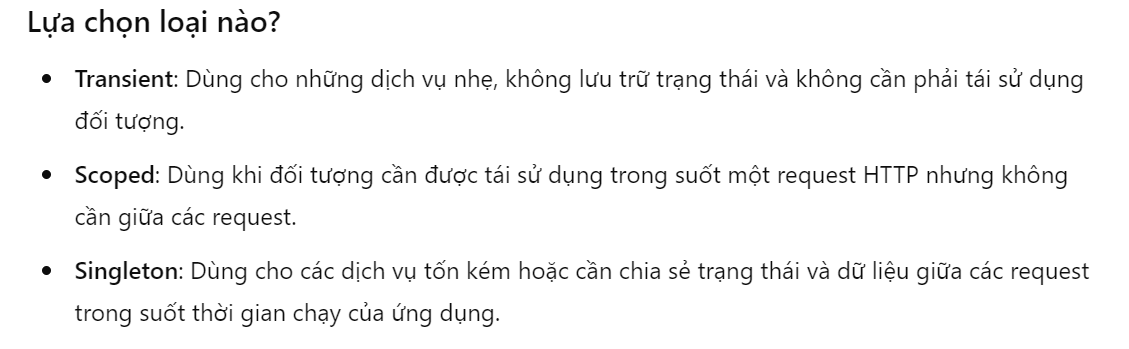 Lựa chọn loại nào?
• Transient: Dùng cho những dịch vụ nhẹ, không lưu trữ trạng thái và không cần phải tái sử dụng
đối tượng.
• Scoped: Dùng khi đối tượng cần được tái sử dụng trong suốt một request HTTP nhưng không
cần giữa các request.
• Singleton: Dùng cho các dịch vụ tốn kém hoặc cần chia sẻ trạng thái và dữ liệu giữa các request
trong suốt thời gian chạy của ứng dụng.